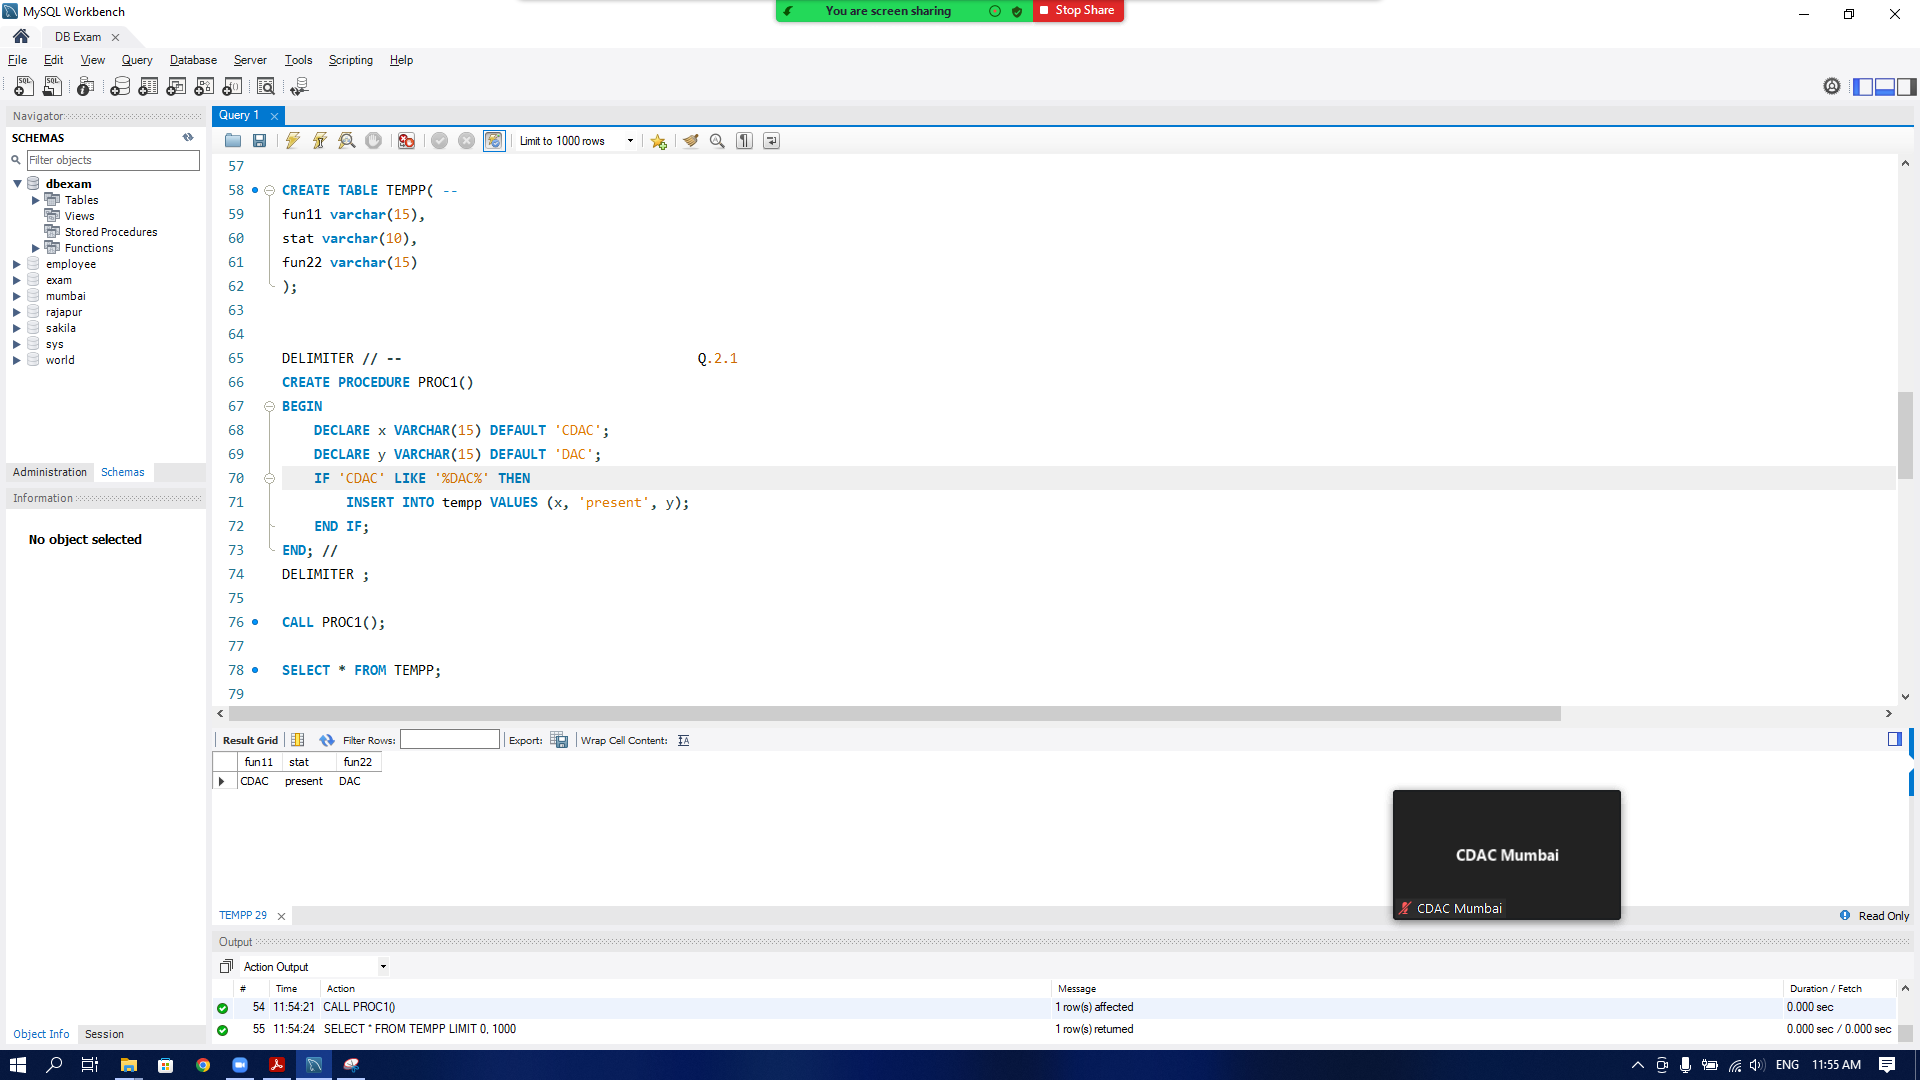 MySQL Workbench
You are screen sharing
Stop Share
DB Exam
File Edit View Query Database Server Tools Scripting Help
Navigator
SCHEMAS
Filter objects
dbexam
Tables
Views
Stored Procedures
Functions
employee
exam
mumbai
rajapur
sakila
sys
world
Administration Schemas
Information
No object selected
Object Info Session
Query 1
Limit to 1000 rows
57
58 CREATE TABLE TEMPP( --
59 fun11 varchar(15),
60 stat varchar(10),
61 fun22 varchar(15)
62 );
63
64
65 DELIMITER // -- Q.2.1
66 CREATE PROCEDURE PROC1()
67 BEGIN
68 DECLARE x VARCHAR(15) DEFAULT 'CDAC';
69 DECLARE y VARCHAR(15) DEFAULT 'DAC';
70 IF 'CDAC' LIKE '%DAC%' THEN
71 INSERT INTO tempp VALUES (x, 'present', y);
72 END IF;
73 END; //
74 DELIMITER ;
75
76 CALL PROC1();
77
78 SELECT * FROM TEMPP;
79
Result Grid Filter Rows: Export: Wrap Cell Content:
fun11 stat fun22
CDAC present DAC
CDAC Mumbai
CDAC Mumbai
TEMPP 29
Read Only
Output
Action Output
# Time Action Message Duration / Fetch
54 11:54:21 CALL PROC1() 1 row(s) affected 0.000 sec
55 11:54:24 SELECT * FROM TEMPP LIMIT 0, 1000 1 row(s) returned 0.000 sec / 0.000 sec
ENG 11:55 AM